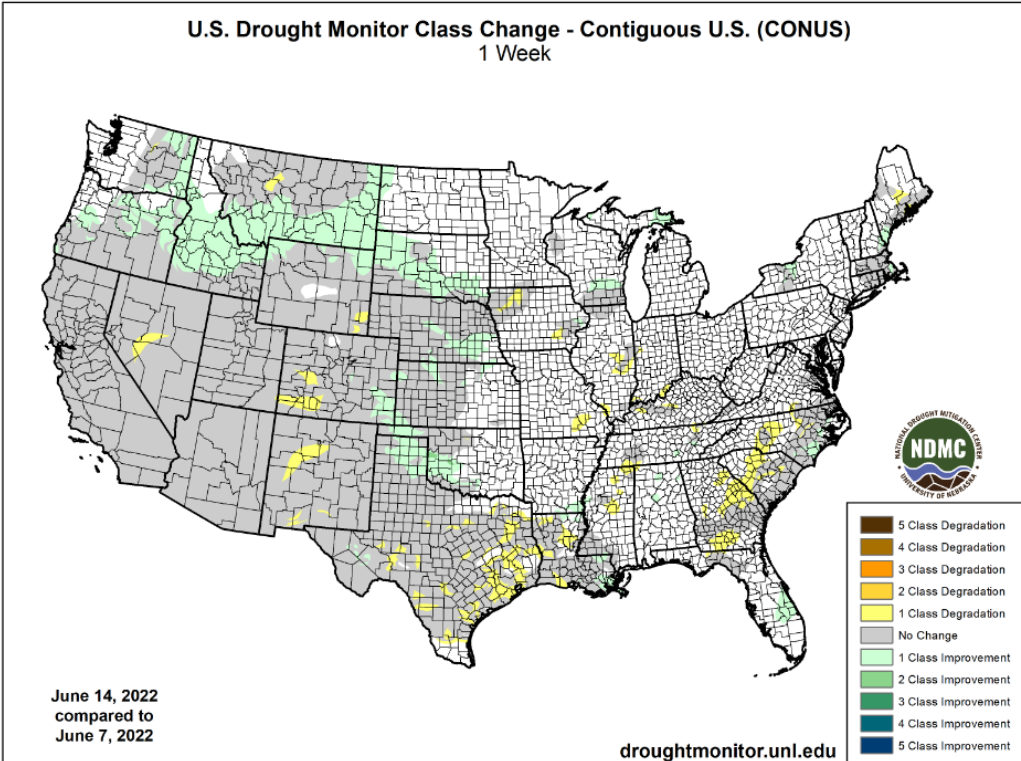 U.S. Drought Monitor Class Change - Contiguous U.S. (CONUS)
1 Week
NATIONAL DROUGHT MITIGATION CENTER
NDMC
UNIVERSITY OF NEBRASKA
5 Class Degradation
4 Class Degradation
3 Class Degradation
2 Class Degradation
1 Class Degradation
No Change
1 Class Improvement
2 Class Improvement
3 Class Improvement
4 Class Improvement
5 Class Improvement
June 14, 2022
compared to
June 7, 2022
droughtmonitor.unl.edu